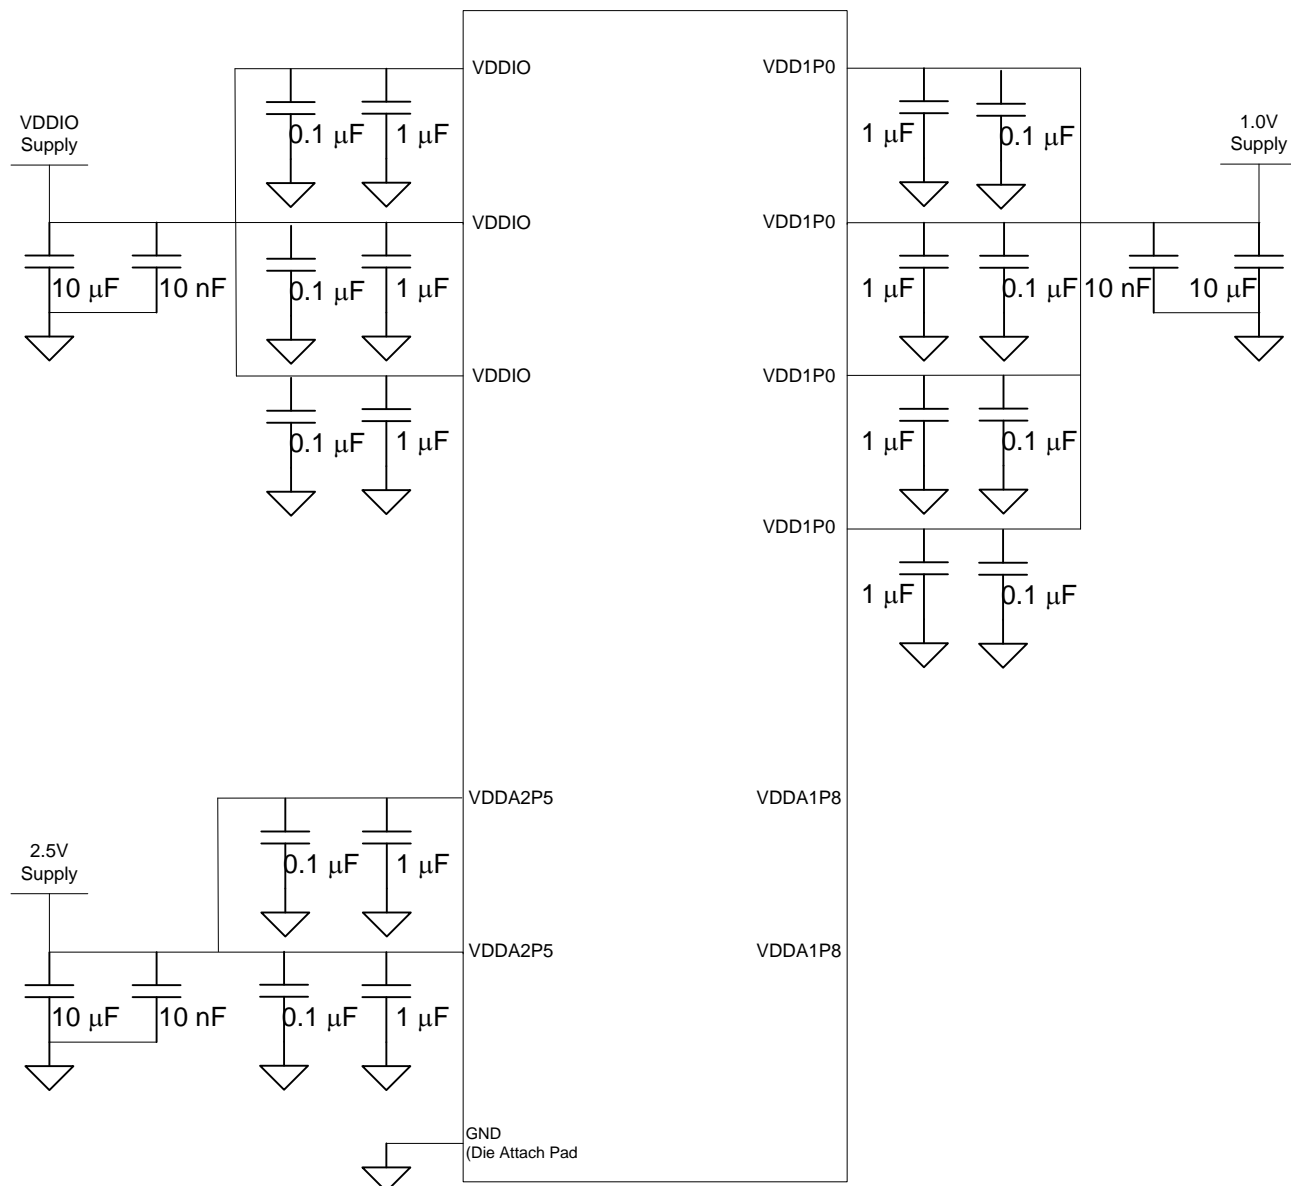 VDDIO
VDD1P0
0.1 μF
1 μF
1 μF
0.1 μF
VDDIO
Supply
1.0V
Supply
VDDIO
VDD1P0
10 μF
10 nF
0.1 μF
1 μF
1 μF
0.1 μF
10 nF
10 μF
VDDIO
VDD1P0
0.1 μF
1 μF
1 μF
0.1 μF
VDD1P0
1 μF
0.1 μF
VDDA2P5
VDDA1P8
0.1 μF
1 μF
2.5V
Supply
VDDA2P5
VDDA1P8
10 μF
10 nF
0.1 μF
1 μF
GND
(Die Attach Pad